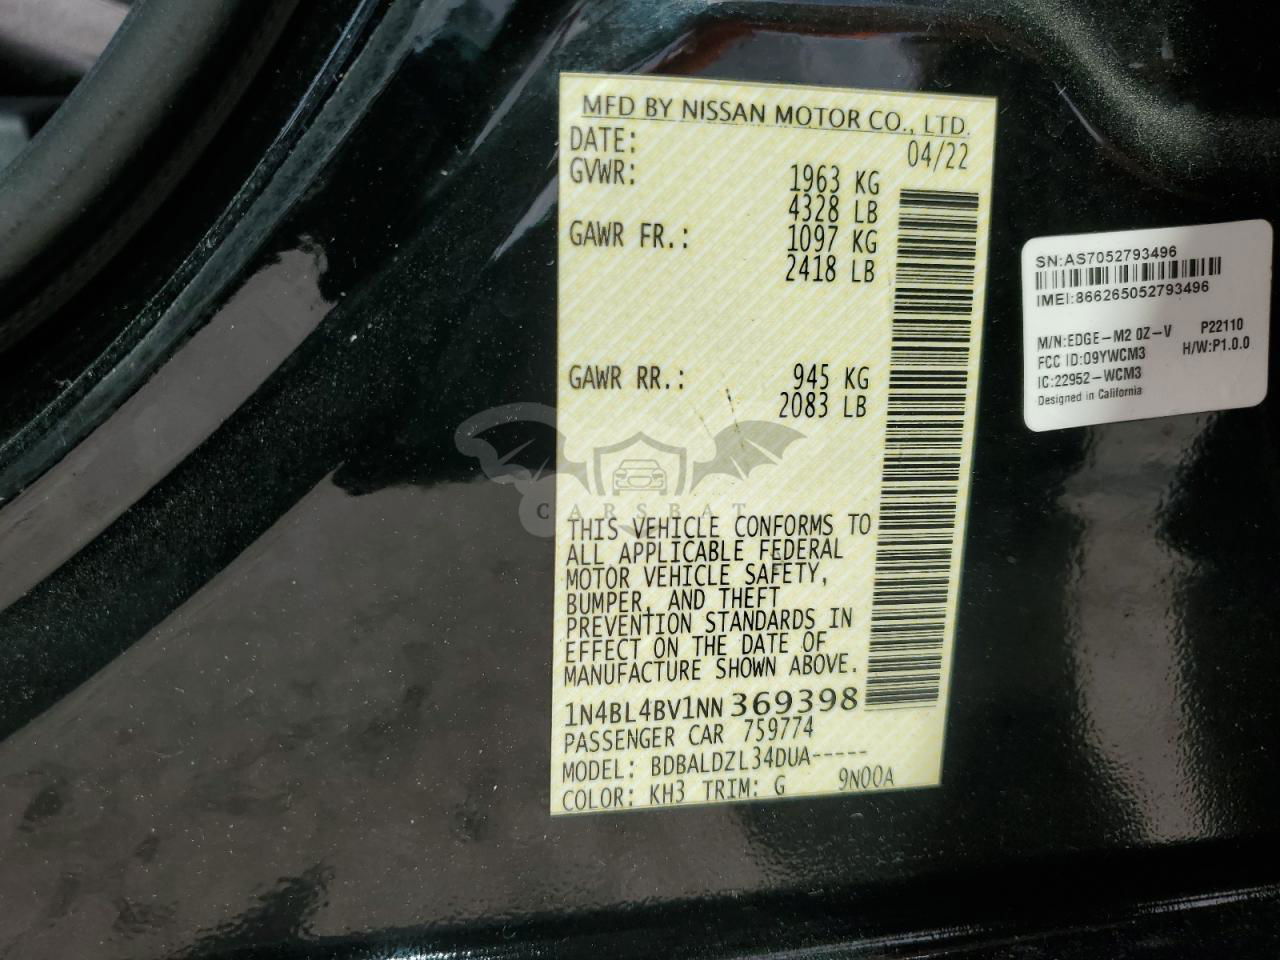 MFD BY NISSAN MOTOR CO., LTD.
DATE: 04/22
GVWR: 1963 KG
4328 LB
GAWR FR.: 1097 KG
2418 LB
GAWR RR.: 945 KG
2083 LB
CARSBAT
THIS VEHICLE CONFORMS TO
ALL APPLICABLE FEDERAL
MOTOR VEHICLE SAFETY,
BUMPER, AND THEFT
PREVENTION STANDARDS IN
EFFECT ON THE DATE OF
MANUFACTURE SHOWN ABOVE.
1N4BL4BV1NN369398
PASSENGER CAR 759774
MODEL: BDBALDZL34DUA-----
COLOR: KH3 TRIM: G 9N00A
SN:AS7052793496
IMEI:866265052793496
M/N:EDGE-M2 0Z-V P22110
FCC ID:O9YWCM3 H/W:P1.0.0
IC:22952-WCM3
Designed in California